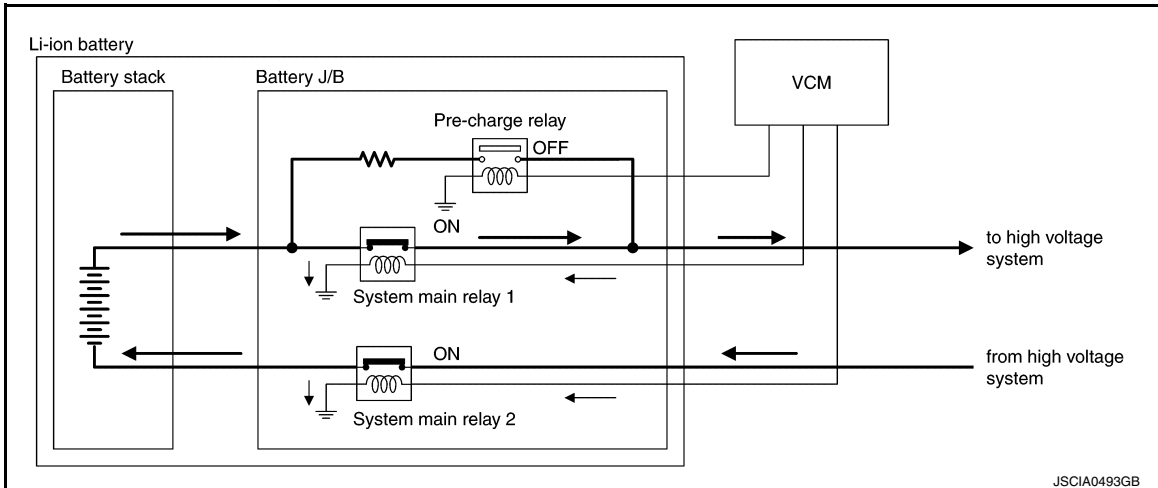 Li-ion battery
Battery stack
Battery J/B
VCM
Pre-charge relay
OFF
ON
to high voltage
system
System main relay 1
ON
from high voltage
system
System main relay 2
JSCIA0493GB